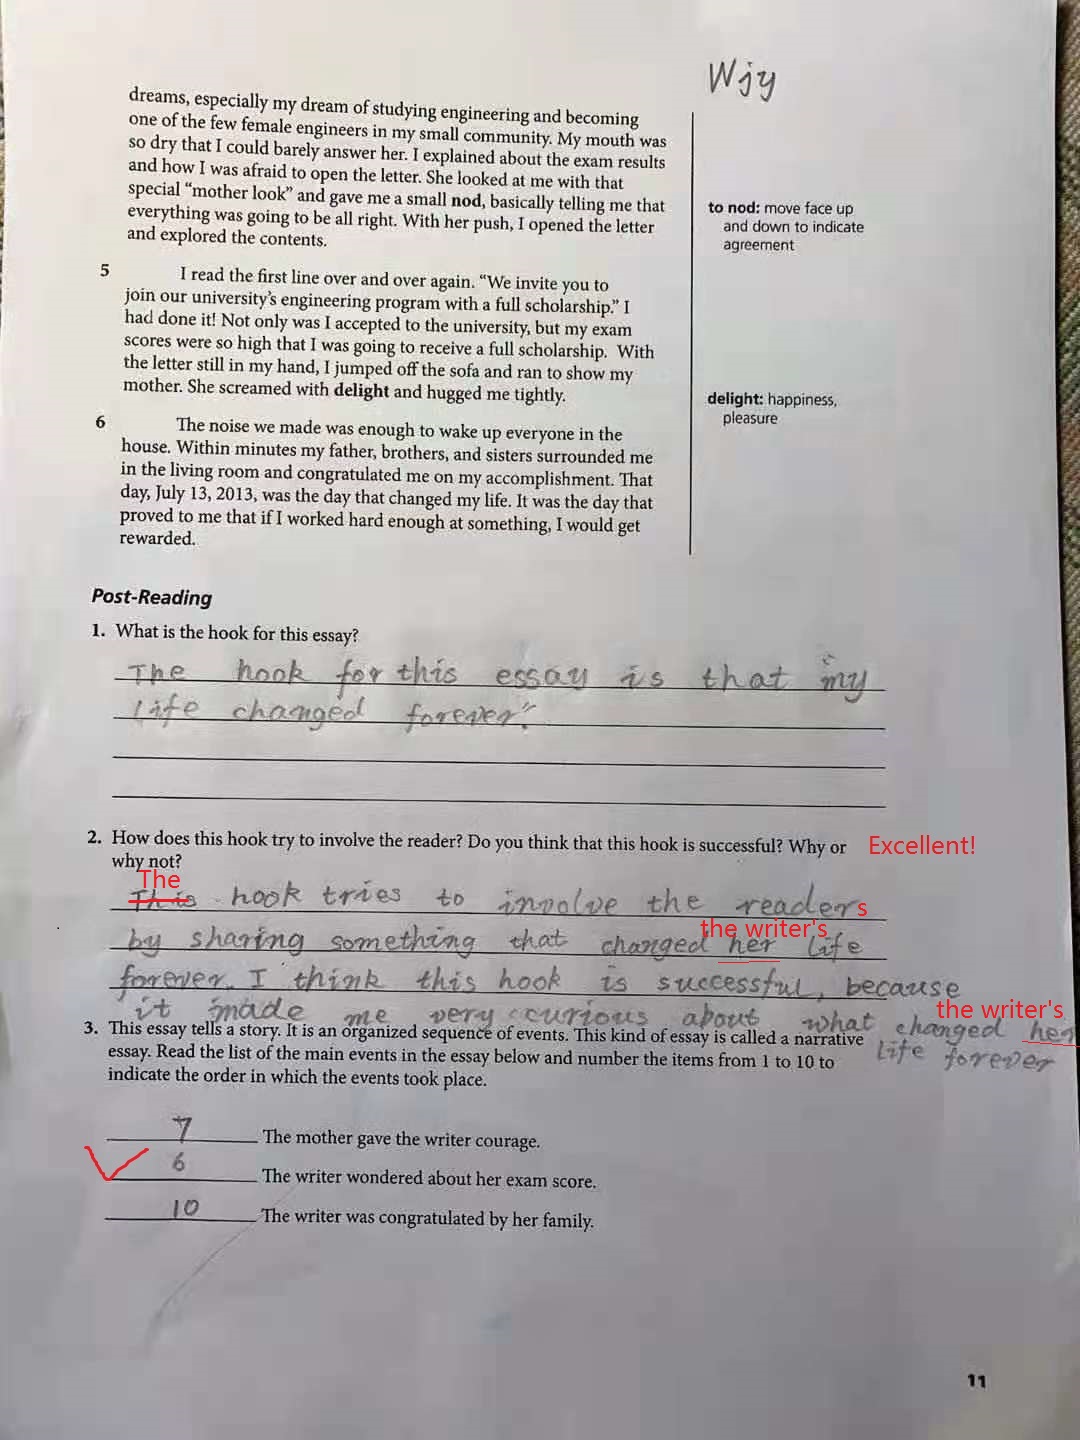 Wjy
dreams, especially my dream of studying engineering and becoming
one of the few female engineers in my small community. My mouth was
so dry that I could barely answer her. I explained about the exam results
and how I was afraid to open the letter. She looked at me with that
special “mother look” and gave me a small nod, basically telling me that
everything was going to be all right. With her push, I opened the letter
and explored the contents.
to nod: move face up
and down to indicate
agreement
5 I read the first line over and over again. “We invite you to
join our university’s engineering program with a full scholarship.” I
had done it! Not only was I accepted to the university, but my exam
scores were so high that I was going to receive a full scholarship. With
the letter still in my hand, I jumped off the sofa and ran to show my
mother. She screamed with delight and hugged me tightly.
delight: happiness,
pleasure
6 The noise we made was enough to wake up everyone in the
house. Within minutes my father, brothers, and sisters surrounded me
in the living room and congratulated me on my accomplishment. That
day, July 13, 2013, was the day that changed my life. It was the day that
proved to me that if I worked hard enough at something, I would get
rewarded.
Post-Reading
1. What is the hook for this essay?
The hook for this essay is that "my
life changed forever."
2. How does this hook try to involve the reader? Do you think that this hook is successful? Why or
why not?
Excellent!
The
This hook tries to involve the readers
the writer's
by sharing something that changed her life
forever. I think this hook is successful, because
it made me very curious about what changed her
the writer's
life forever
3. This essay tells a story. It is an organized sequence of events. This kind of essay is called a narrative
essay. Read the list of the main events in the essay below and number the items from 1 to 10 to
indicate the order in which the events took place.
7 The mother gave the writer courage.
6 The writer wondered about her exam score.
10 The writer was congratulated by her family.
11